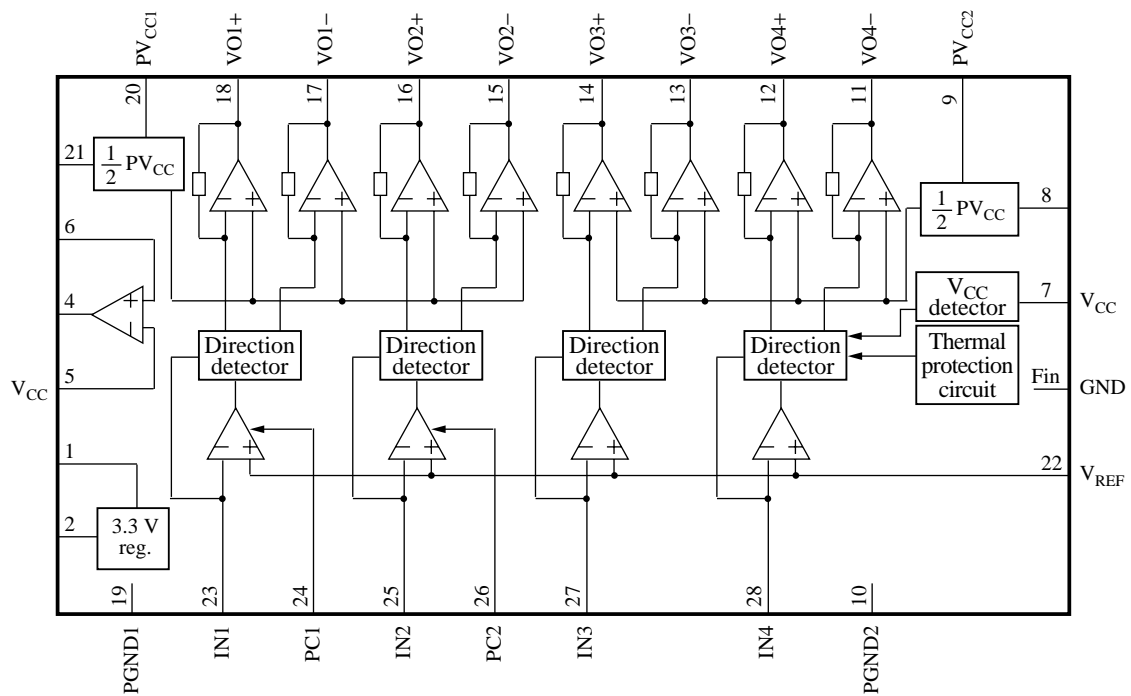 PVCC1
VO1+
VO1−
VO2+
VO2−
VO3+
VO3−
VO4+
VO4−
PVCC2
20
18
17
16
15
14
13
12
11
9
21
1/2 PVCC
− +
− +
− +
− +
− +
− +
− +
− +
1/2 PVCC
8
6
4
+
−
5
VCC
VCC
detector
7
VCC
Direction
detector
Direction
detector
Direction
detector
Direction
detector
Thermal
protection
circuit
Fin
GND
− +
− +
− +
− +
1
22
VREF
2
3.3 V
reg.
19
23
24
25
26
27
28
10
PGND1
IN1
PC1
IN2
PC2
IN3
IN4
PGND2